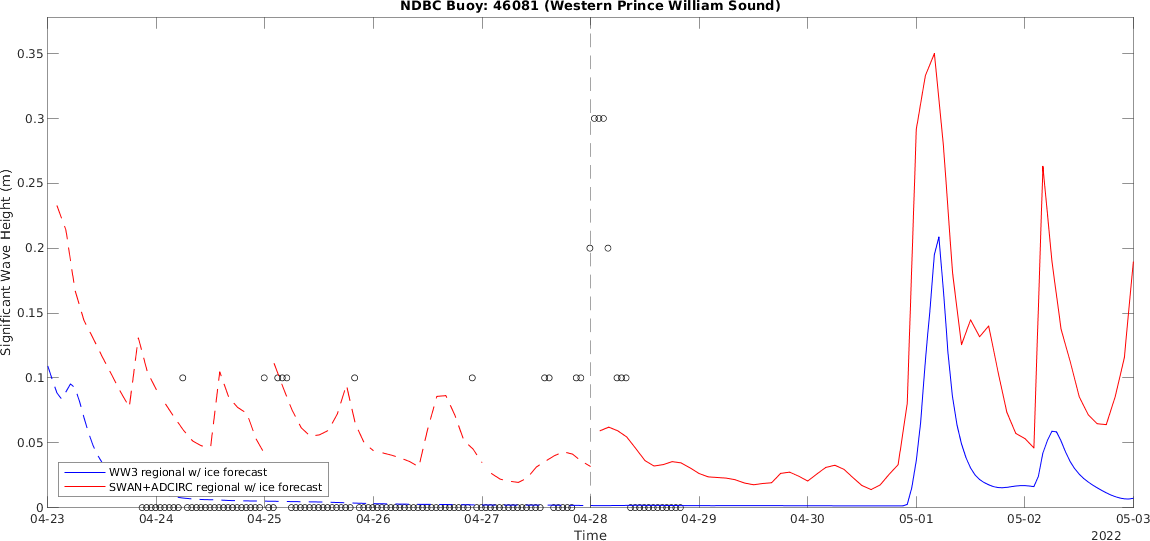 NDBC Buoy: 46081 (Western Prince William Sound)
Significant Wave Height (m)
0.35
0.3
0.25
0.2
0.15
0.1
0.05
0
WW3 regional w/ ice forecast
SWAN+ADCIRC regional w/ ice forecast
04-23 04-24 04-25 04-26 04-27 04-28 04-29 04-30 05-01 05-02 05-03
Time
2022